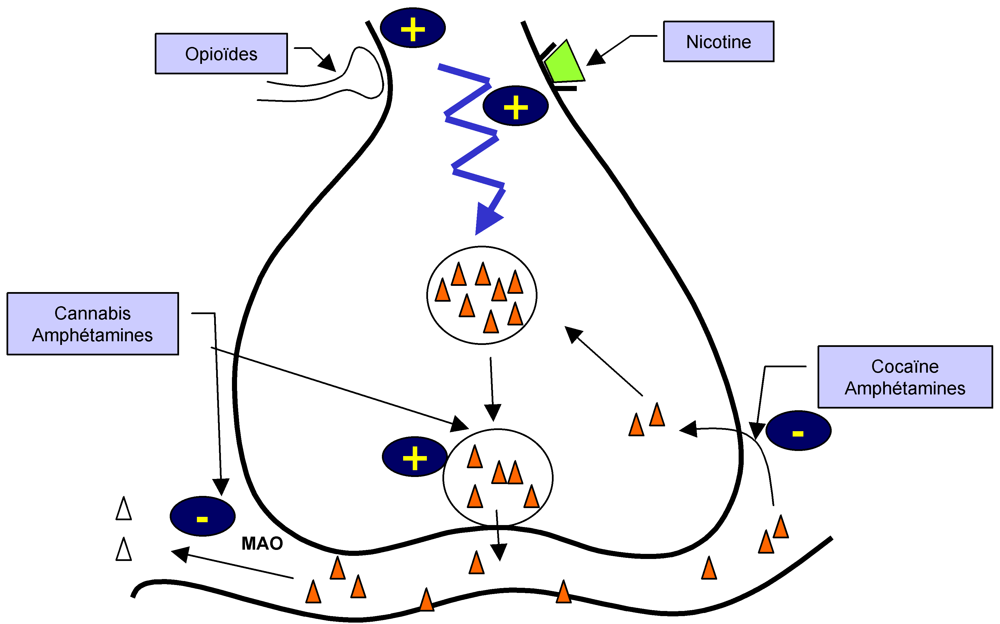 +
Opioïdes
Nicotine
+
Cannabis
Amphétamines
Cocaïne
Amphétamines
-
+
-
MAO